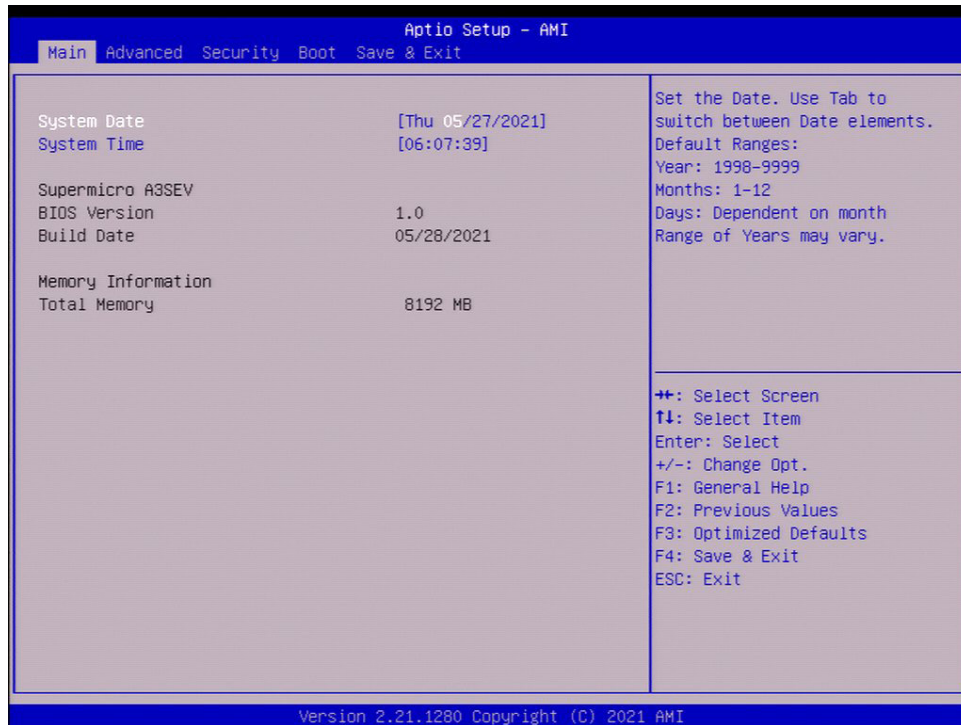 Aptio Setup - AMI
Main Advanced Security Boot Save & Exit
System Date [Thu 05/27/2021]
System Time [06:07:39]
Supermicro A3SEV
BIOS Version 1.0
Build Date 05/28/2021
Memory Information
Total Memory 8192 MB
Set the Date. Use Tab to
switch between Date elements.
Default Ranges:
Year: 1998-9999
Months: 1-12
Days: Dependent on month
Range of Years may vary.
→←: Select Screen
↑↓: Select Item
Enter: Select
+/-: Change Opt.
F1: General Help
F2: Previous Values
F3: Optimized Defaults
F4: Save & Exit
ESC: Exit
Version 2.21.1280 Copyright (C) 2021 AMI